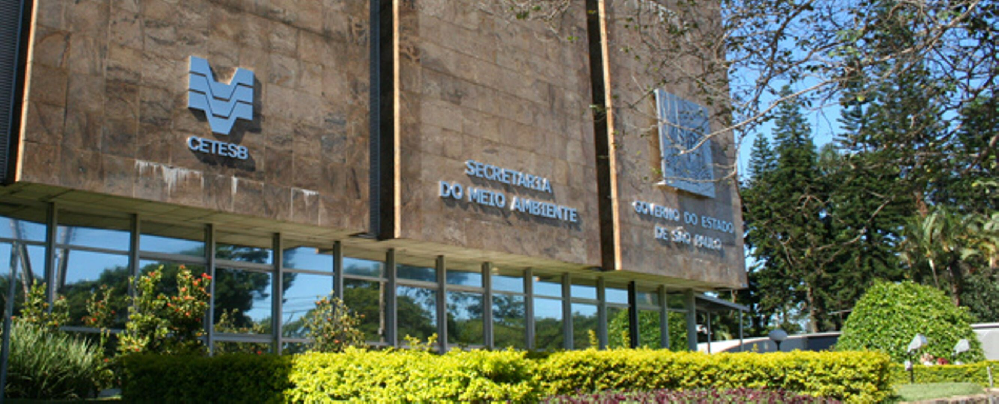 CETESB
SECRETARIA
DO MEIO AMBIENTE
GOVERNO DO ESTADO
DE SÃO PAULO